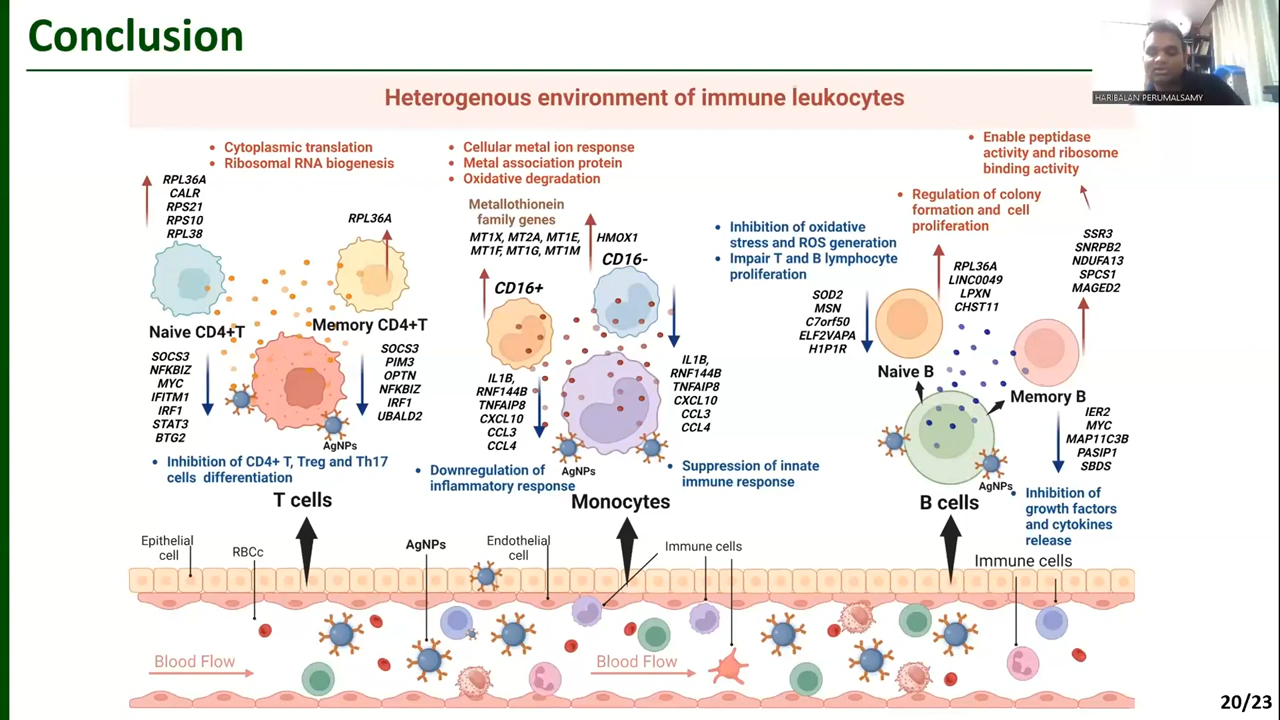 Conclusion
HARIBALAN PERUMALSAMY
Heterogenous environment of immune leukocytes
• Cytoplasmic translation
• Ribosomal RNA biogenesis
RPL36A
CALR
RPS21
RPS10
RPL38
RPL36A
Naive CD4+T
Memory CD4+T
SOCS3
NFKBIZ
MYC
IFITM1
IRF1
STAT3
BTG2
SOCS3
PIM3
OPTN
NFKBIZ
IRF1
UBALD2
AgNPs
• Inhibition of CD4+ T, Treg and Th17
cells differentiation
T cells
• Cellular metal ion response
• Metal association protein
• Oxidative degradation
Metallothionein
family genes
MT1X, MT2A, MT1E,
MT1F, MT1G, MT1M
HMOX1
CD16-
CD16+
IL1B,
RNF144B
TNFAIP8
CXCL10
CCL3
CCL4
IL1B,
RNF144B
TNFAIP8
CXCL10
CCL3
CCL4
AgNPs
• Downregulation of
inflammatory response
• Suppression of innate
immune response
Monocytes
• Inhibition of oxidative
stress and ROS generation
• Impair T and B lymphocyte
proliferation
• Enable peptidase
activity and ribosome
binding activity
• Regulation of colony
formation and cell
proliferation
SOD2
MSN
C7orf50
ELF2VAPA
H1P1R
RPL36A
LINC0049
LPXN
CHST11
SSR3
SNRPB2
NDUFA13
SPCS1
MAGED2
Naive B
Memory B
IER2
MYC
MAP11C3B
PASIP1
SBDS
AgNPs
• Inhibition of
growth factors
and cytokines
release
B cells
Epithelial
cell
RBCc
AgNPs
Endothelial
cell
Immune cells
Immune cells
Blood Flow
Blood Flow
20/23